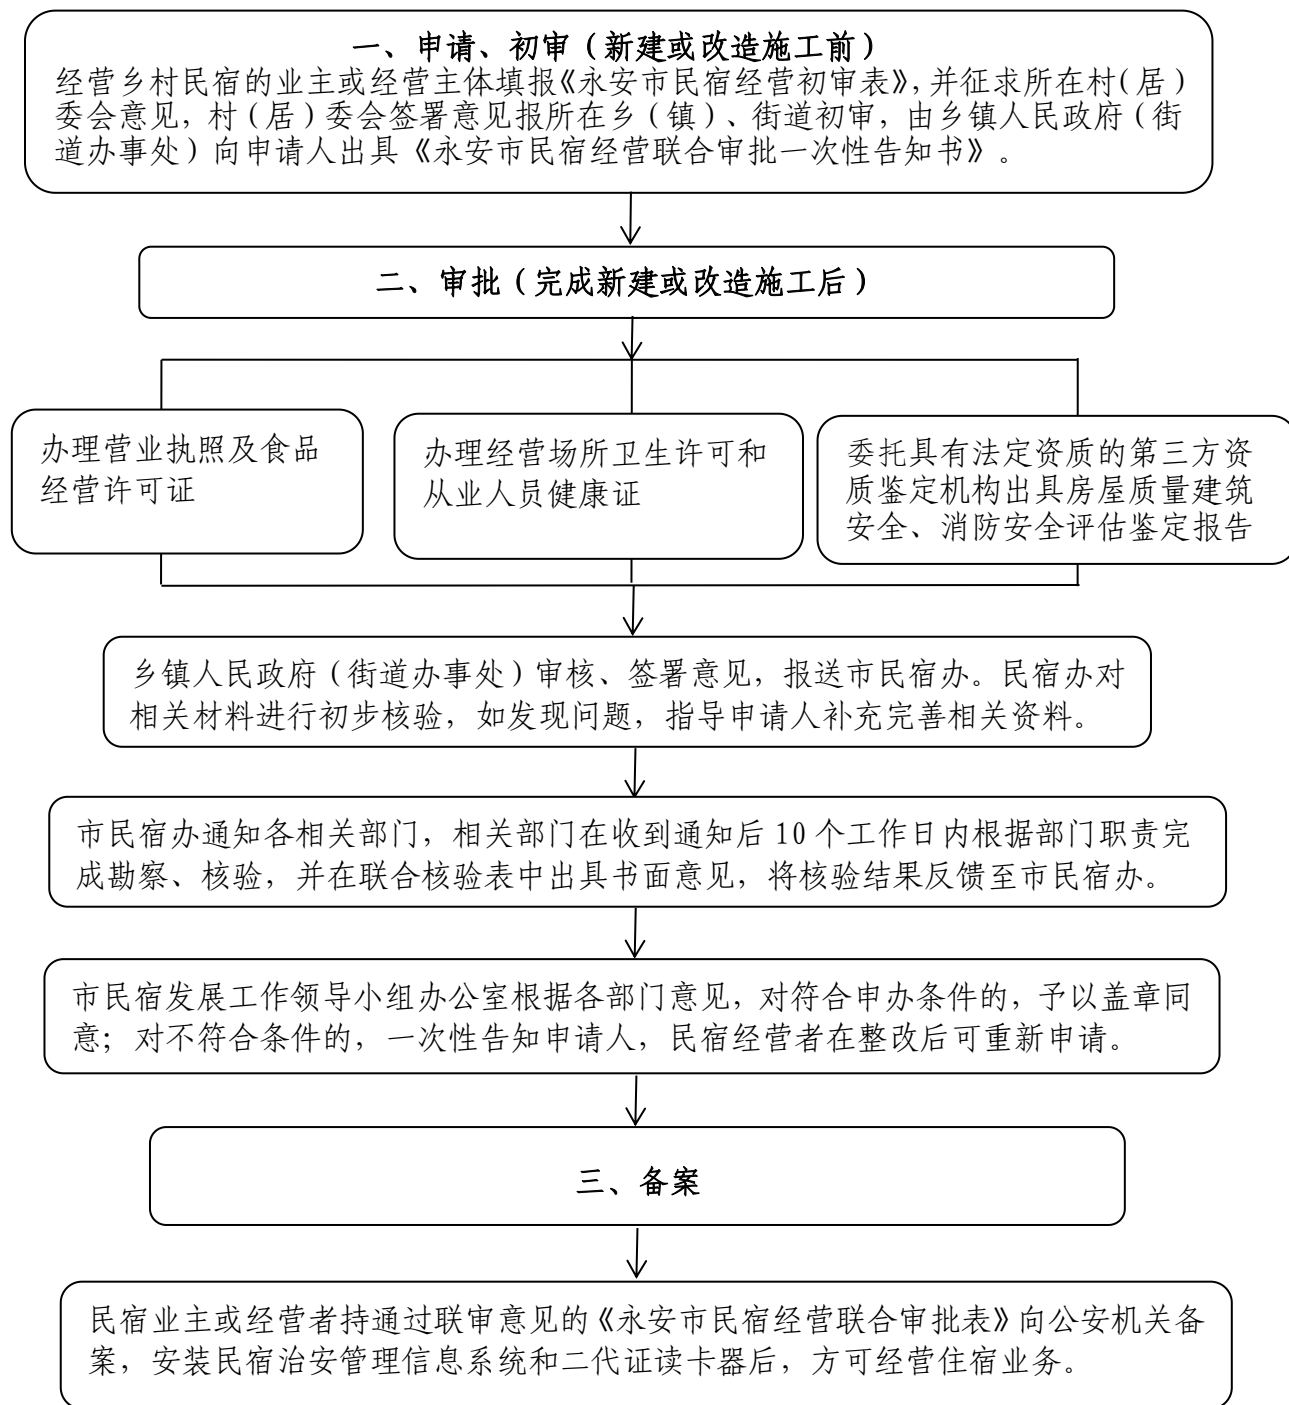 一、申请、初审（新建或改造施工前）
经营乡村民宿的业主或经营主体填报《永安市民宿经营初审表》，并征求所在村（居）
委会意见，村（居）委会签署意见报所在乡（镇）、街道初审，由乡镇人民政府（街
道办事处）向申请人出具《永安市民宿经营联合审批一次性告知书》。
二、审批（完成新建或改造施工后）
办理营业执照及食品
经营许可证
办理经营场所卫生许可和
从业人员健康证
委托具有法定资质的第三方资
质鉴定机构出具房屋质量建筑
安全、消防安全评估鉴定报告
乡镇人民政府（街道办事处）审核、签署意见，报送市民宿办。民宿办对
相关材料进行初步核验，如发现问题，指导申请人补充完善相关资料。
市民宿办通知各相关部门，相关部门在收到通知后 10 个工作日内根据部门职责完
成勘察、核验，并在联合核验表中出具书面意见，将核验结果反馈至市民宿办。
市民宿发展工作领导小组办公室根据各部门意见，对符合申办条件的，予以盖章同
意；对不符合条件的，一次性告知申请人，民宿经营者在整改后可重新申请。
三、备案
民宿业主或经营者持通过联审意见的《永安市民宿经营联合审批表》向公安机关备
案，安装民宿治安管理信息系统和二代证读卡器后，方可经营住宿业务。